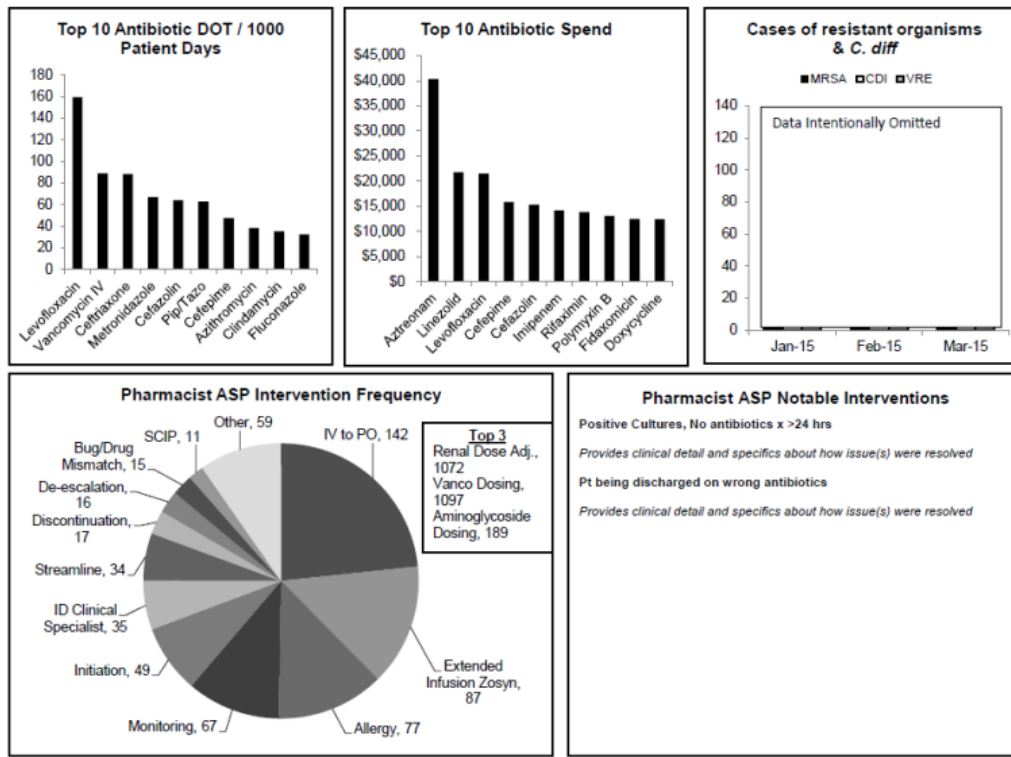 Top 10 Antibiotic DOT / 1000
Patient Days
180
160
140
120
100
80
60
40
20
0
Levofloxacin
Vancomycin IV
Ceftriaxone
Metronidazole
Cefazolin
Pip/Tazo
Cefepime
Azithromycin
Clindamycin
Fluconazole
Top 10 Antibiotic Spend
$45,000
$40,000
$35,000
$30,000
$25,000
$20,000
$15,000
$10,000
$5,000
$0
Aztreonam
Linezolid
Levofloxacin
Cefepime
Cefazolin
Imipenem
Rifaximin
Polymyxin B
Fidaxomicin
Doxycycline
Cases of resistant organisms
& C. diff
MRSA CDI VRE
140
120
100
80
60
40
20
0
Data Intentionally Omitted
Jan-15 Feb-15 Mar-15
Pharmacist ASP Intervention Frequency
Other, 59
SCIP, 11
Bug/Drug
Mismatch, 15
De-escalation,
16
Discontinuation,
17
Streamline, 34
ID Clinical
Specialist, 35
Initiation, 49
Monitoring, 67
Allergy, 77
Extended
Infusion Zosyn,
87
IV to PO, 142
Top 3
Renal Dose Adj.,
1072
Vanco Dosing,
1097
Aminoglycoside
Dosing, 189
Pharmacist ASP Notable Interventions
Positive Cultures, No antibiotics x >24 hrs
Provides clinical detail and specifics about how issue(s) were resolved
Pt being discharged on wrong antibiotics
Provides clinical detail and specifics about how issue(s) were resolved